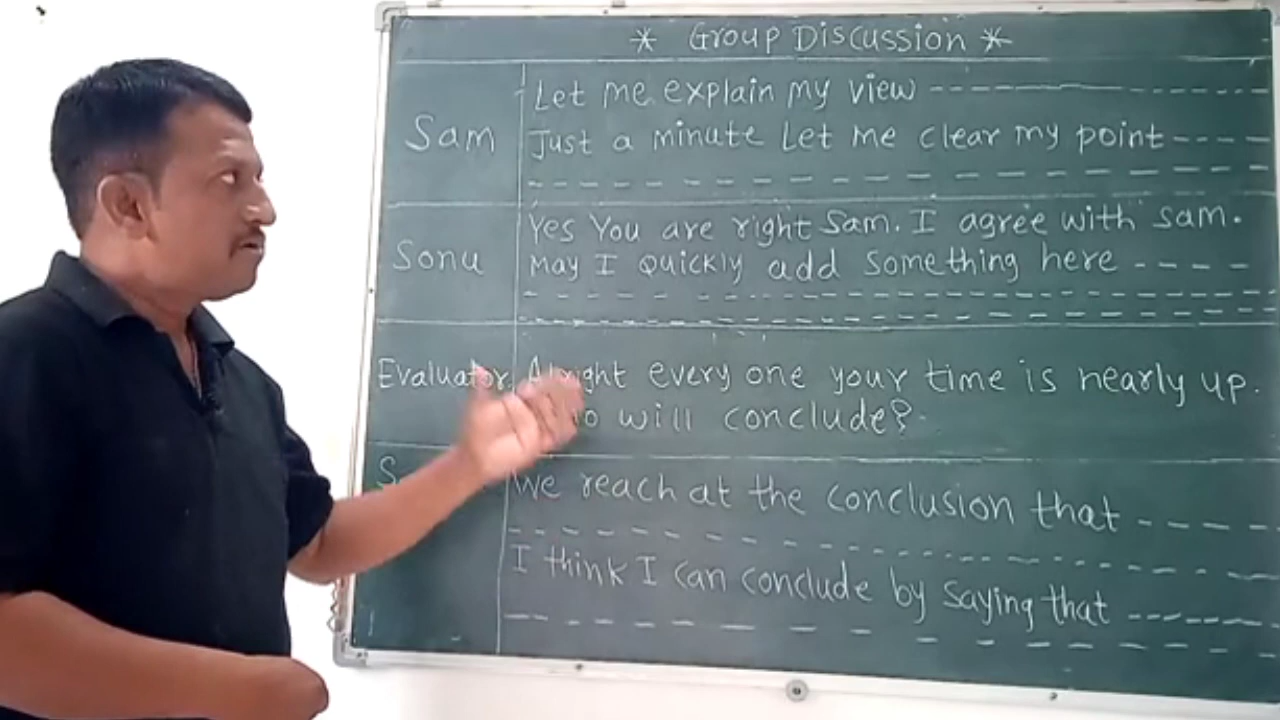 * Group Discussion *
Sam
Let me explain my view
Just a minute Let me clear my point
Sonu
Yes You are right Sam. I agree with Sam.
May I Quickly add something here
Evaluator
Alright every one your time is nearly up.
will conclude?
We reach at the conclusion that
I think I can conclude by saying that